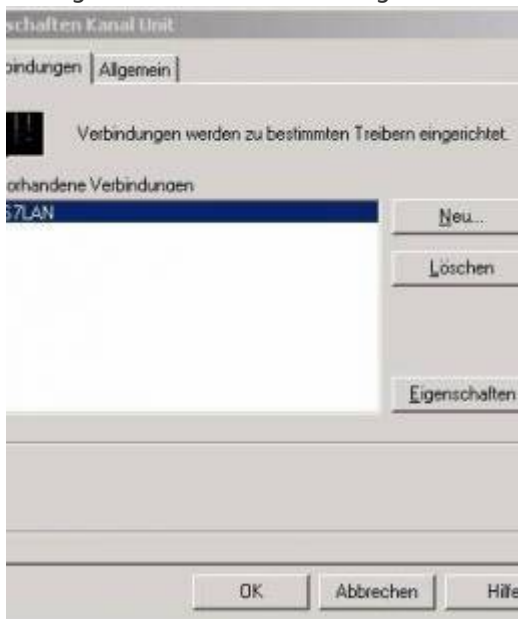 schaften Kanal Unit
bindungen Allgemein
Verbindungen werden zu bestimmten Treibern eingerichtet.
orhandene Verbindungen
S7LAN
Neu...
Löschen
Eigenschaften
OK Abbrechen Hilfe